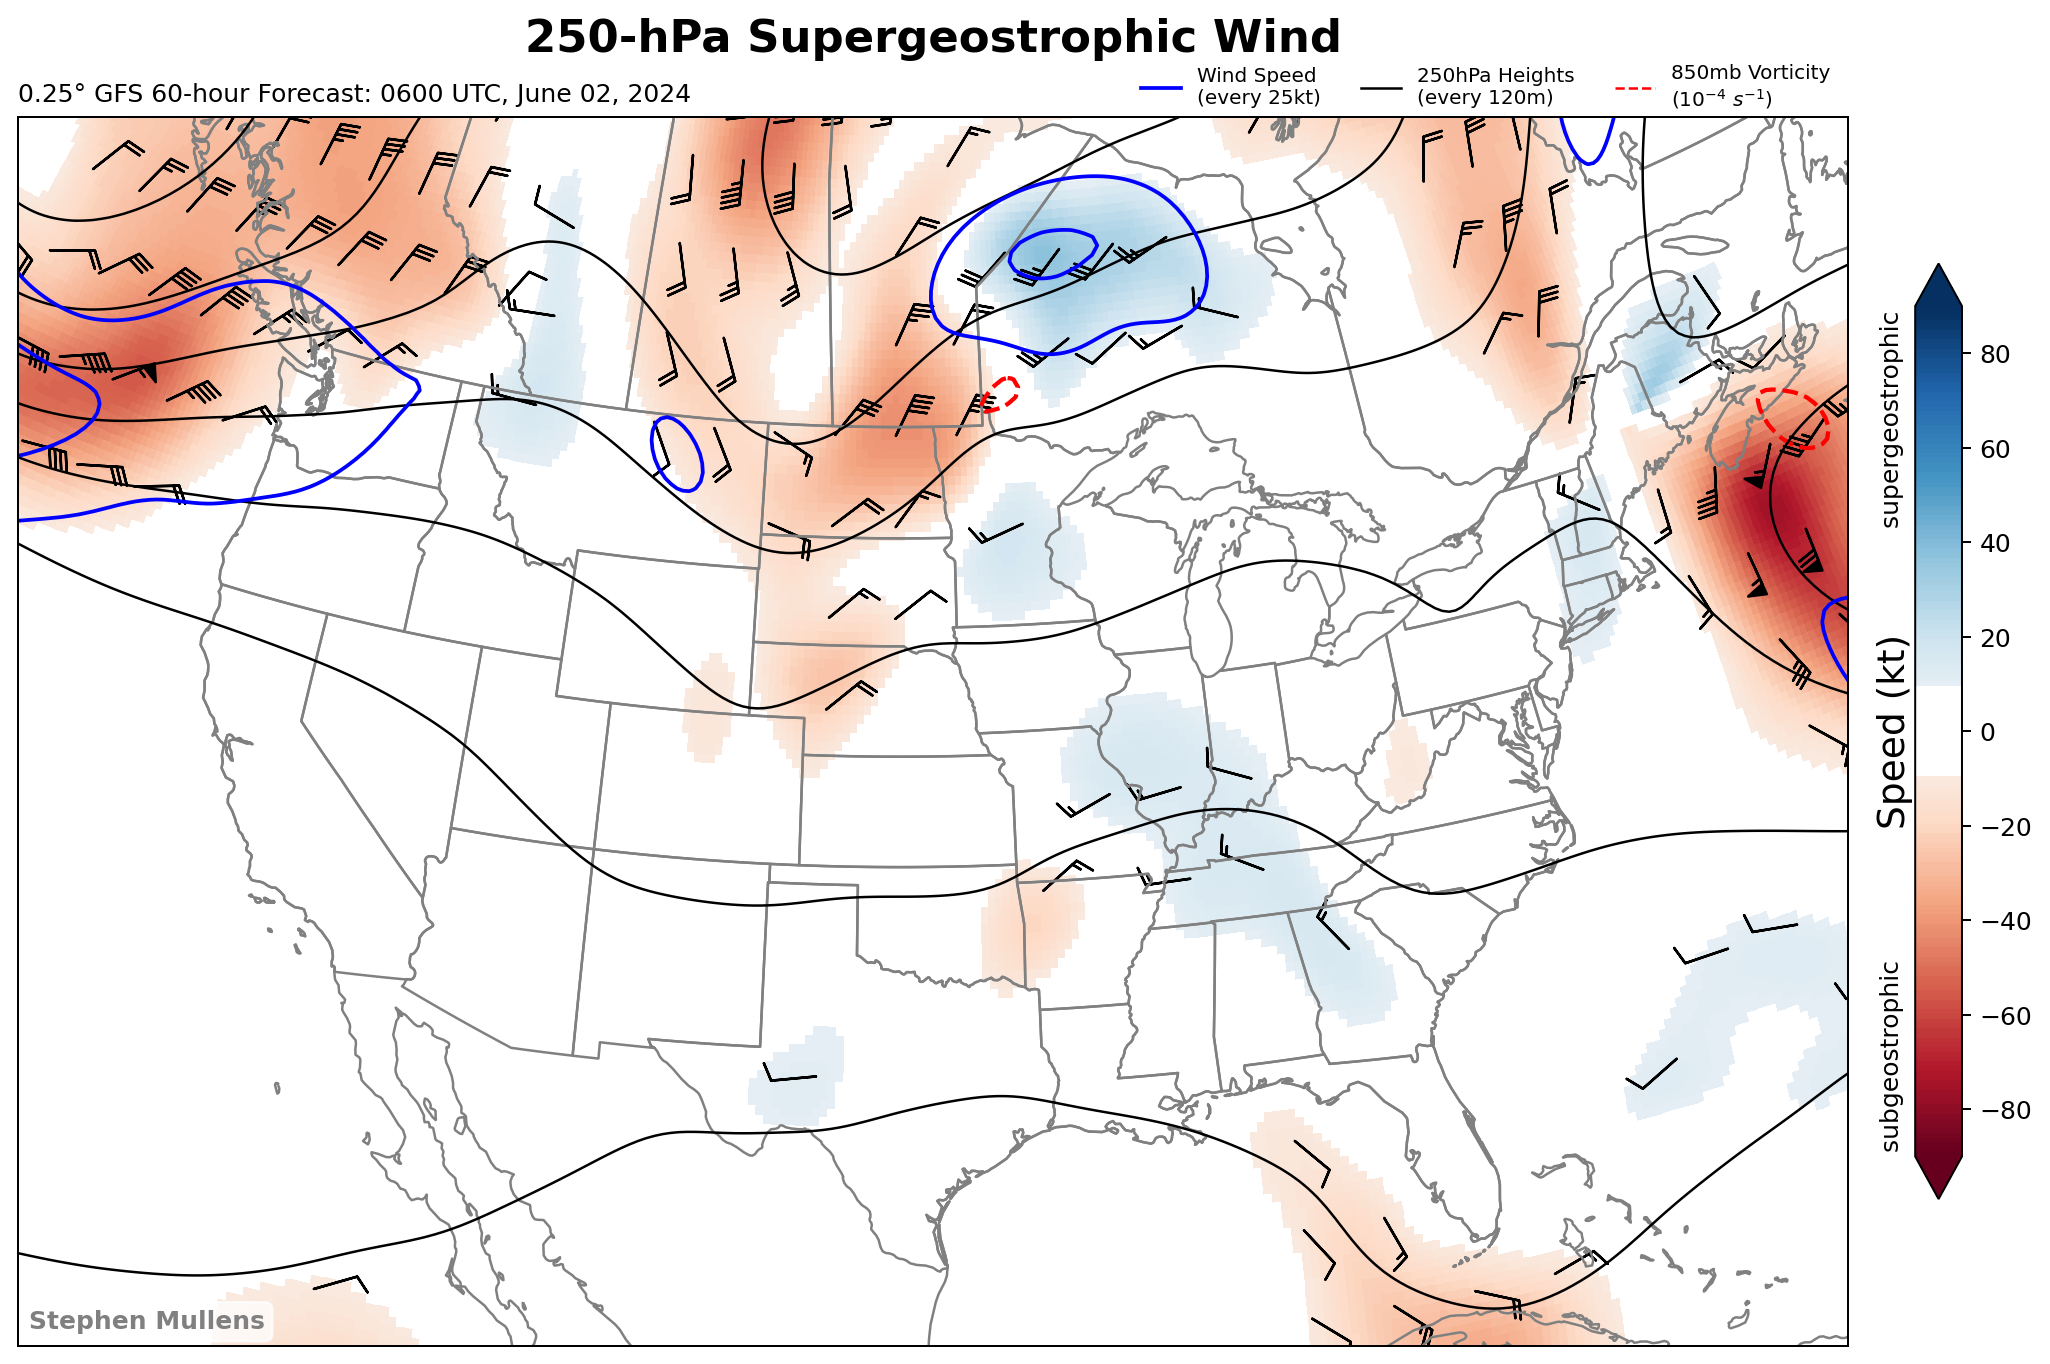 250-hPa Supergeostrophic Wind
0.25° GFS 60-hour Forecast: 0600 UTC, June 02, 2024
Wind Speed
(every 25kt)
250hPa Heights
(every 120m)
850mb Vorticity
(10⁻⁴ s⁻¹)
supergeostrophic
Speed (kt)
subgeostrophic
80
60
40
20
0
−20
−40
−60
−80
Stephen Mullens